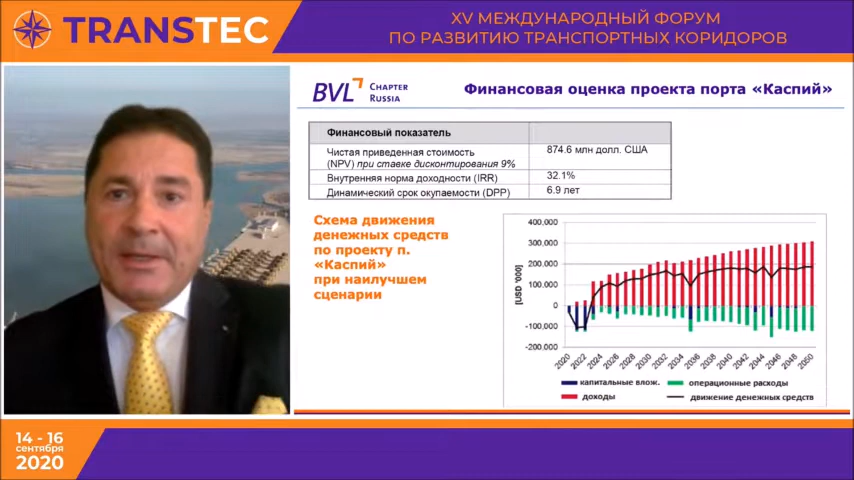 TRANSTEC
XV МЕЖДУНАРОДНЫЙ ФОРУМ
ПО РАЗВИТИЮ ТРАНСПОРТНЫХ КОРИДОРОВ
BVL CHAPTER
RUSSIA
Финансовая оценка проекта порта «Каспий»
Финансовый показатель
Чистая приведенная стоимость 874.6 млн долл. США
(NPV) при ставке дисконтирования 9%
Внутренняя норма доходности (IRR) 32.1%
Динамический срок окупаемости (DPP) 6.9 лет
Схема движения
денежных средств
по проекту п.
«Каспий»
при наилучшем
сценарии
[USD '000]
400,000
300,000
200,000
100,000
0
-100,000
-200,000
2020 2022 2024 2026 2028 2030 2032 2034 2036 2038 2040 2042 2044 2046 2048 2050
капитальные влож. операционные расходы
доходы движение денежных средств
14 - 16
сентября
2020